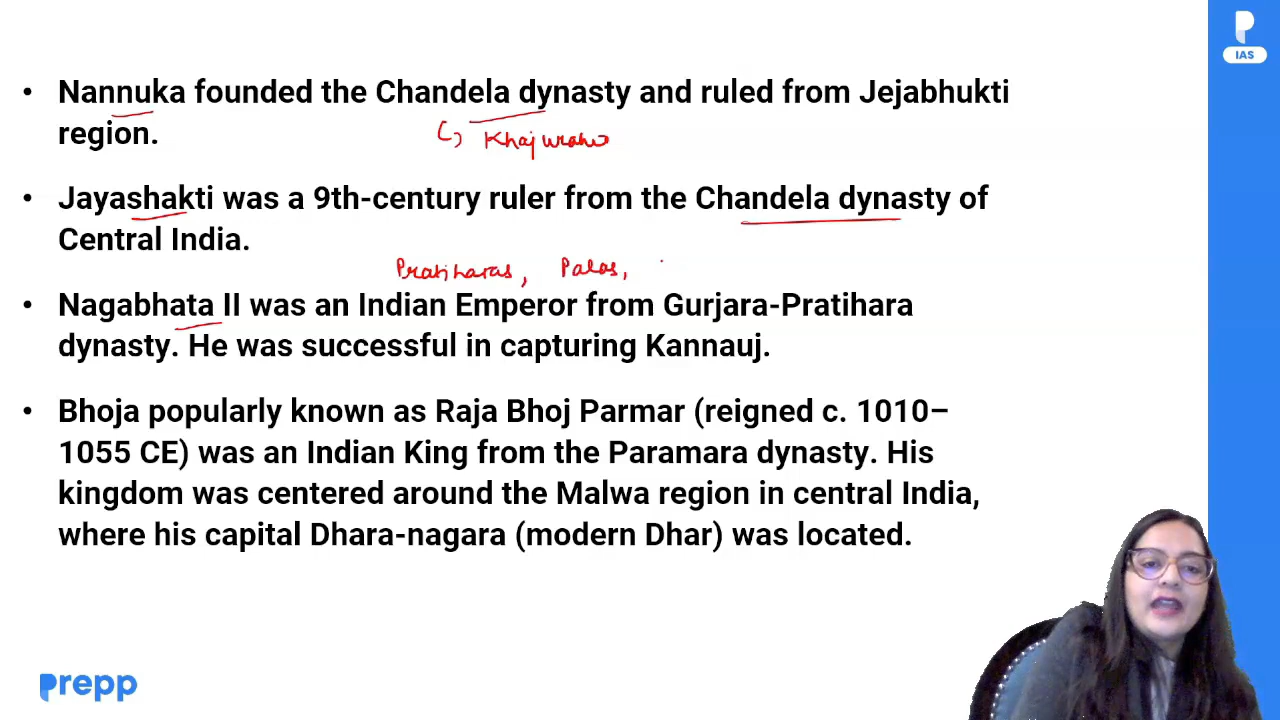 IAS
• Nannuka founded the Chandela dynasty and ruled from Jejabhukti
region.
Khajuraho
• Jayashakti was a 9th-century ruler from the Chandela dynasty of
Central India.
Pratiharas, Palas,
• Nagabhata II was an Indian Emperor from Gurjara-Pratihara
dynasty. He was successful in capturing Kannauj.
• Bhoja popularly known as Raja Bhoj Parmar (reigned c. 1010–
1055 CE) was an Indian King from the Paramara dynasty. His
kingdom was centered around the Malwa region in central India,
where his capital Dhara-nagara (modern Dhar) was located.
prepp